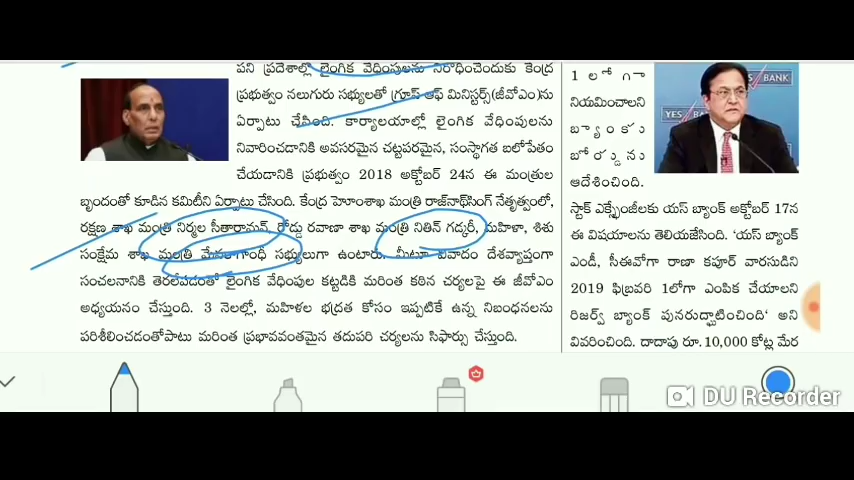 పని ప్రదేశాల్లో లైంగిక వేధింపులను నిరోధించేందుకు కేంద్ర
ప్రభుత్వం నలుగురు సభ్యులతో గ్రూప్ ఆఫ్ మినిస్టర్స్(జీవోఎం)ను
ఏర్పాటు చేసింది. కార్యాలయాల్లో లైంగిక వేధింపులను
నివారించడానికి అవసరమైన చట్టపరమైన, సంస్థాగత బలోపేతం
చేయడానికి ప్రభుత్వం 2018 అక్టోబర్ 24న ఈ మంత్రుల
బృందంతో కూడిన కమిటీని ఏర్పాటు చేసింది. కేంద్ర హెూంశాఖ మంత్రి రాజ్‌నాథ్‌సింగ్ నేతృత్వంలో,
రక్షణ శాఖ మంత్రి నిర్మల సీతారామన్, రోడ్డు రవాణా శాఖ మంత్రి నితిన్ గడ్కరీ, మహిళా, శిశు
సంక్షేమ శాఖ మంత్రి మేనకాగాంధీ సభ్యులుగా ఉంటారు. మీటూ వివాదం దేశవ్యాప్తంగా
సంచలనానికి తెరలేపడంతో లైంగిక వేధింపుల కట్టడికి మరింత కఠిన చర్యలపై ఈ జీవోఎం
అధ్యయనం చేస్తుంది. 3 నెలల్లో, మహిళల భద్రత కోసం ఇప్పటికే ఉన్న నిబంధనలను
పరిశీలించడంతోపాటు మరింత ప్రభావవంతమైన తదుపరి చర్యలను సిఫార్సు చేస్తుంది.
YES BANK
YES
1 లోగా
నియమించాలని
బ్యాంకు
బోర్డును
ఆదేశించింది.
స్టాక్ ఎక్స్ఛేంజీలకు యస్ బ్యాంక్ అక్టోబర్ 17న
ఈ విషయాలను తెలియజేసింది. 'యస్ బ్యాంక్
ఎండీ, సీఈవోగా రాణా కపూర్ వారసుడిని
2019 ఫిబ్రవరి 1లోగా ఎంపిక చేయాలని
రిజర్వ్ బ్యాంక్ పునరుద్ఘాటించింది' అని
వివరించింది. దాదాపు రూ.10,000 కోట్ల మేర
DU Recorder